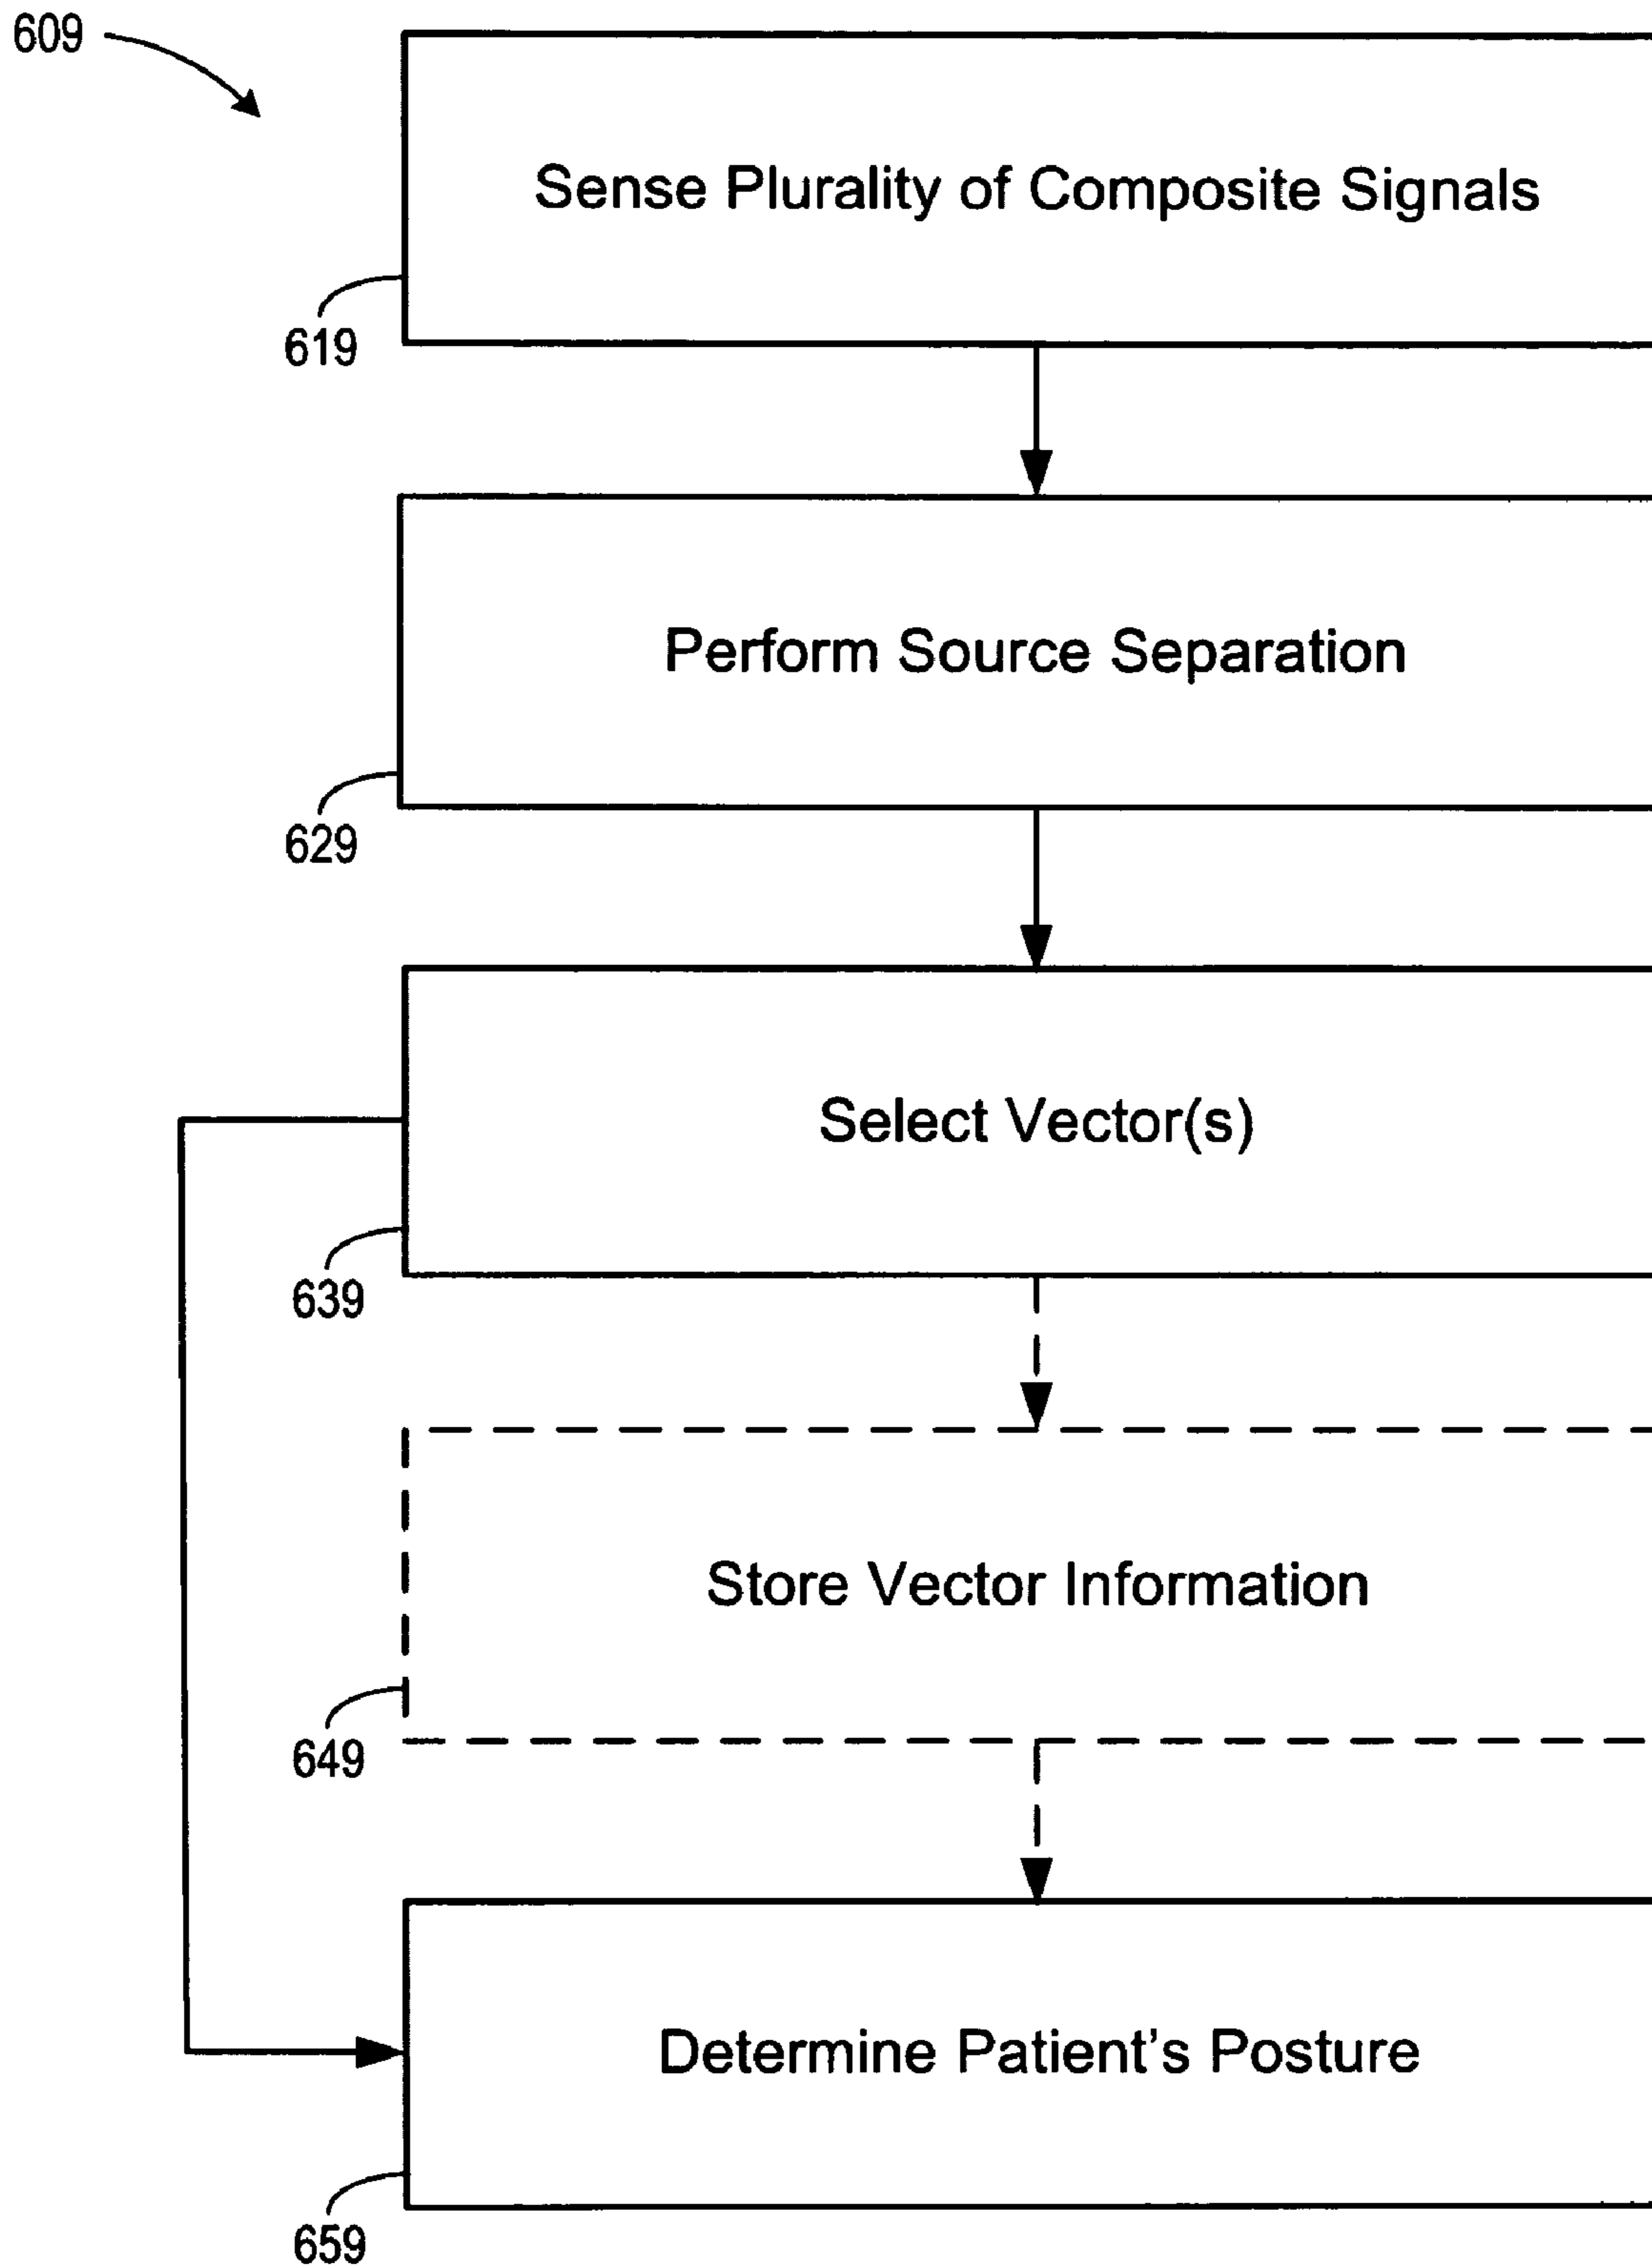 609
Sense Plurality of Composite Signals
619
Perform Source Separation
629
Select Vector(s)
639
Store Vector Information
649
Determine Patient's Posture
659